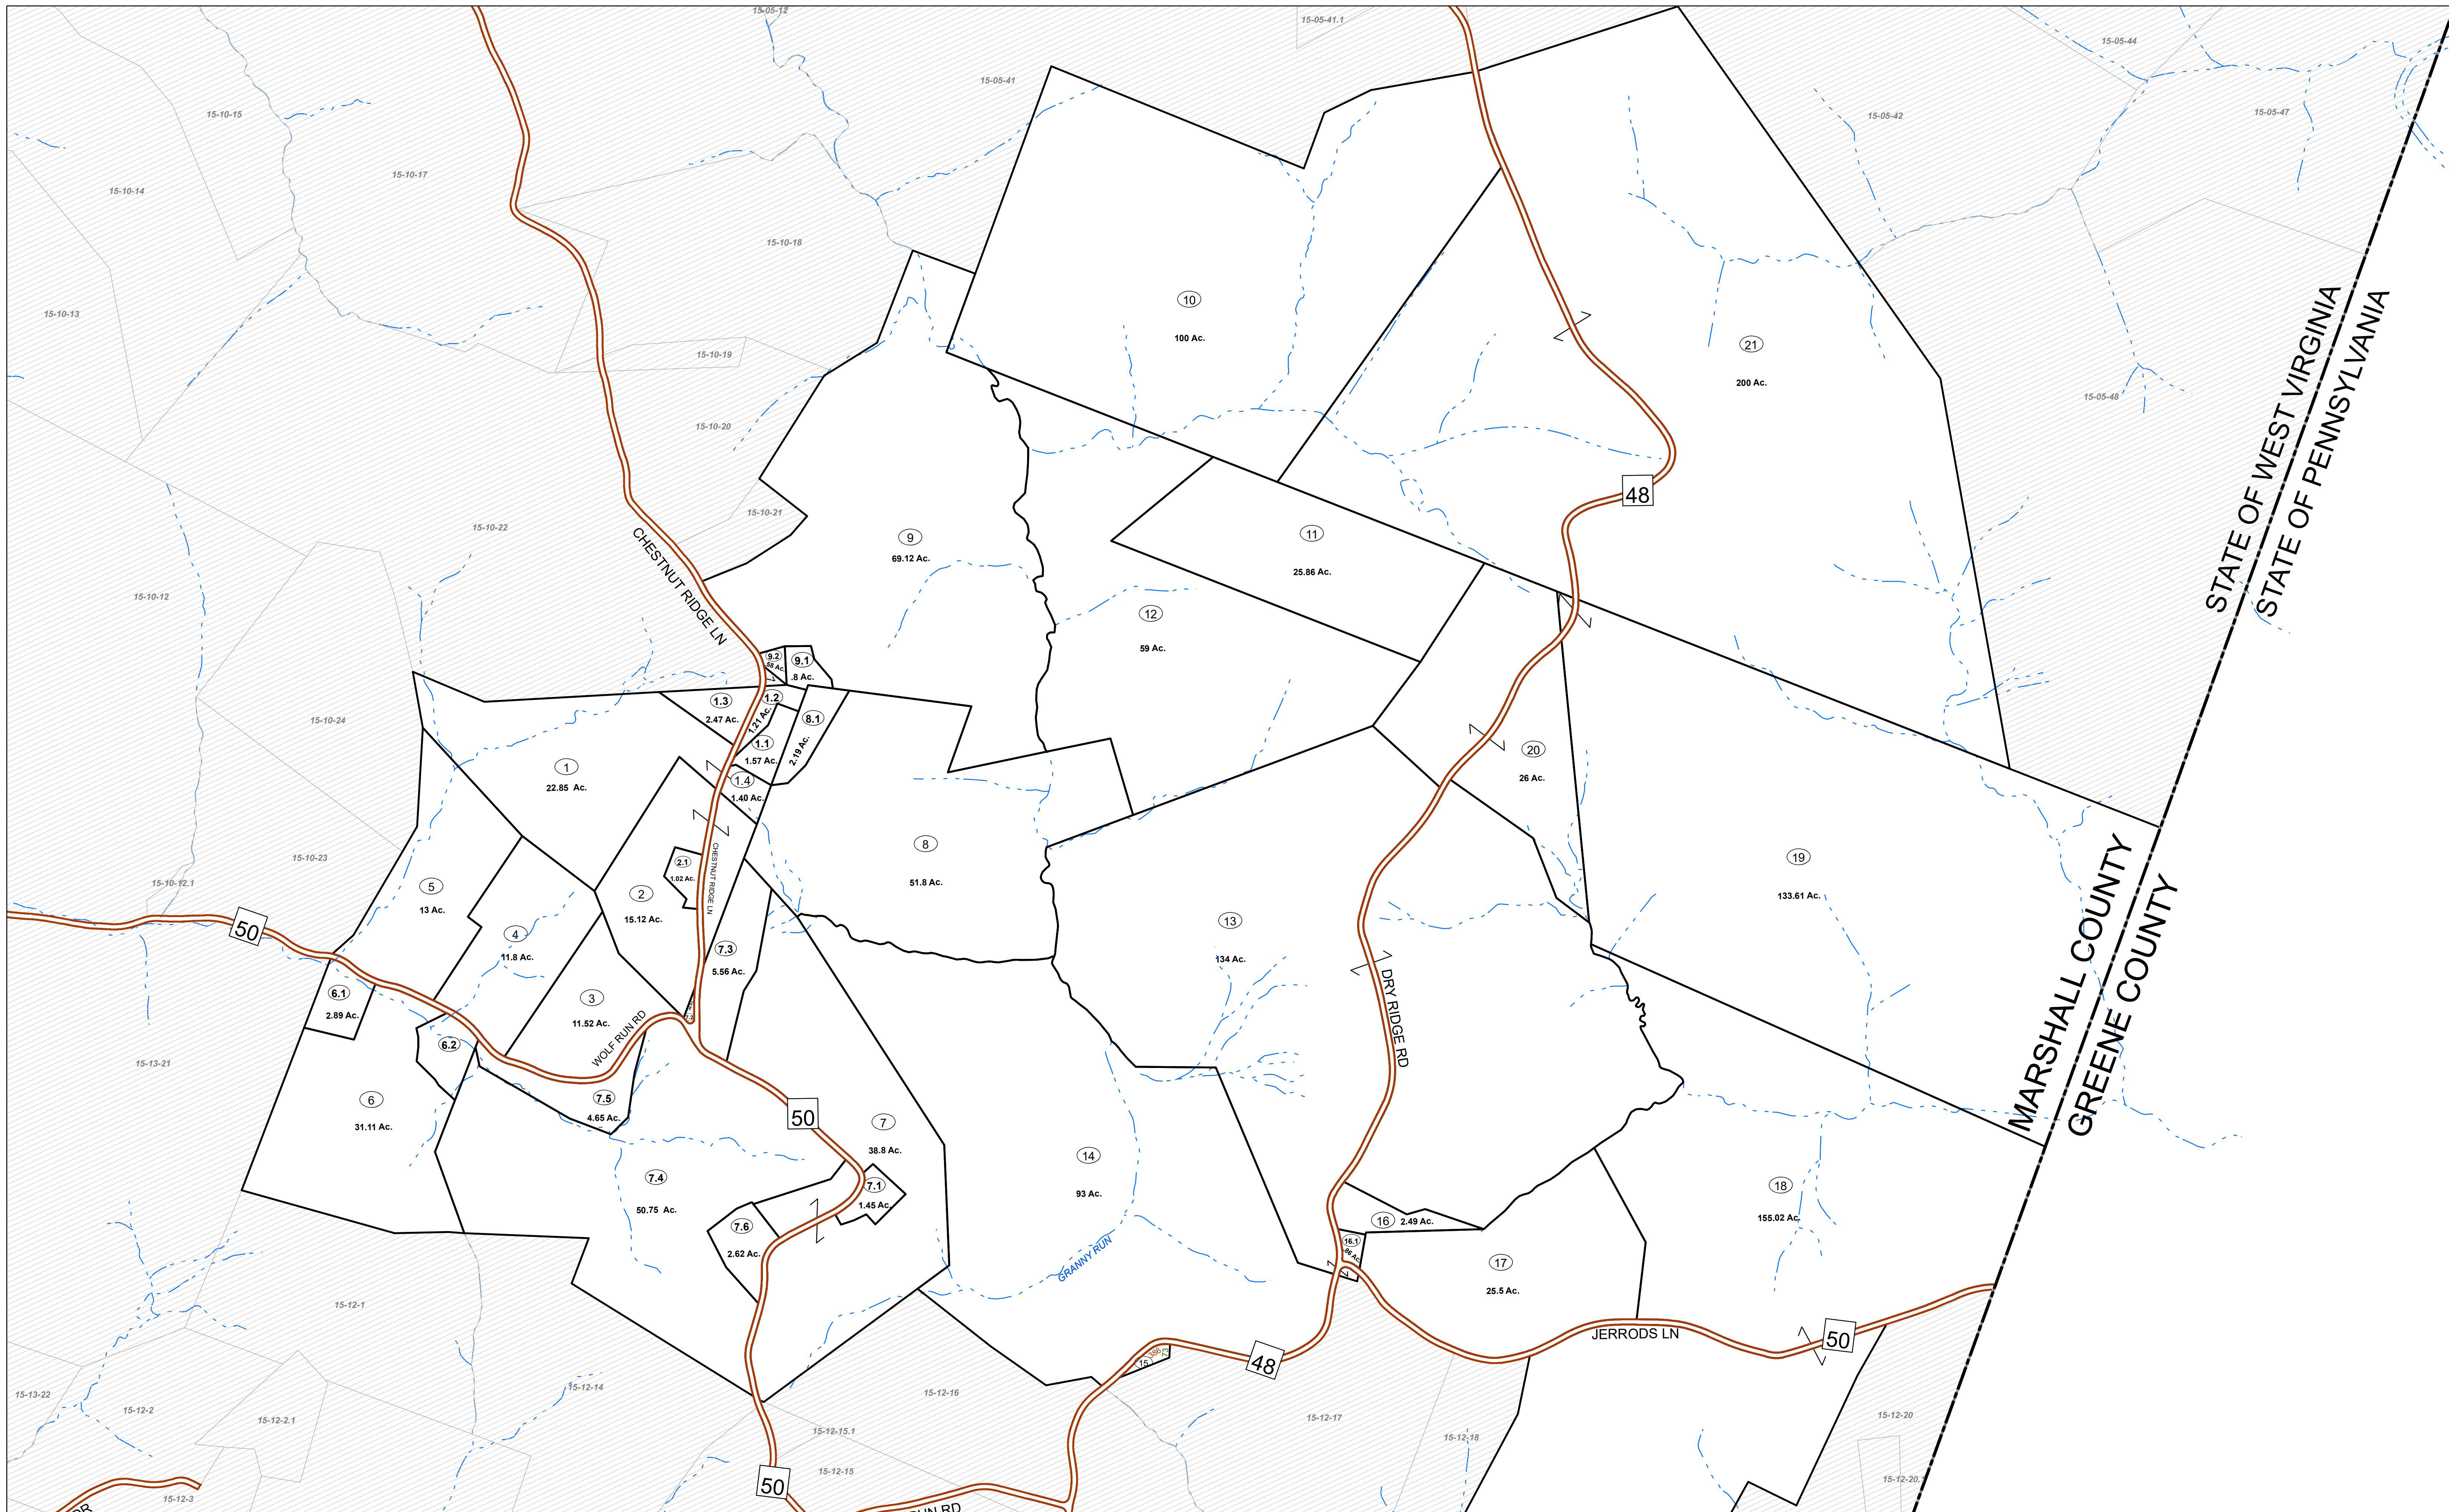 15-05-12
15-05-41.1
15-05-44
15-05-41
15-10-15
15-05-42
15-05-47
15-10-17
15-10-14
15-10-18
10
100 Ac.
15-10-13
21
200 Ac.
15-10-19
15-05-48
STATE OF WEST VIRGINIA
STATE OF PENNSYLVANIA
15-10-20
48
15-10-21
15-10-22
CHESTNUT RIDGE LN
9
69.12 Ac.
11
25.86 Ac.
15-10-12
12
59 Ac.
9.2
.58 Ac.
9.1
.8 Ac.
1.3
2.47 Ac.
1.2
1.21 Ac.
8.1
2.19 Ac.
15-10-24
1.1
1.57 Ac.
20
26 Ac.
1
22.85 Ac.
1.4
1.40 Ac.
8
51.8 Ac.
19
133.61 Ac.
15-10-23
2.1
1.02 Ac.
CHESTNUT RIDGE LN
15-10-12.1
5
13 Ac.
2
15.12 Ac.
50
4
11.8 Ac.
13
134 Ac.
7.3
5.56 Ac.
MARSHALL COUNTY
GREENE COUNTY
DRY RIDGE RD
6.1
2.89 Ac.
3
11.52 Ac.
WOLF RUN RD
6.2
15-13-21
7.5
4.65 Ac.
6
31.11 Ac.
50
7
38.8 Ac.
14
93 Ac.
7.4
50.75 Ac.
7.1
1.45 Ac.
18
155.02 Ac.
7.6
2.62 Ac.
16
2.49 Ac.
16.1
GRANNY RUN
17
25.5 Ac.
15-12-1
JERRODS LN
50
15
386
73
48
15-13-22
15-12-2
15-12-2.1
15-12-14
15-12-16
15-12-15.1
15-12-17
15-12-18
15-12-20
15-12-15
50
15-12-3
RUN RD